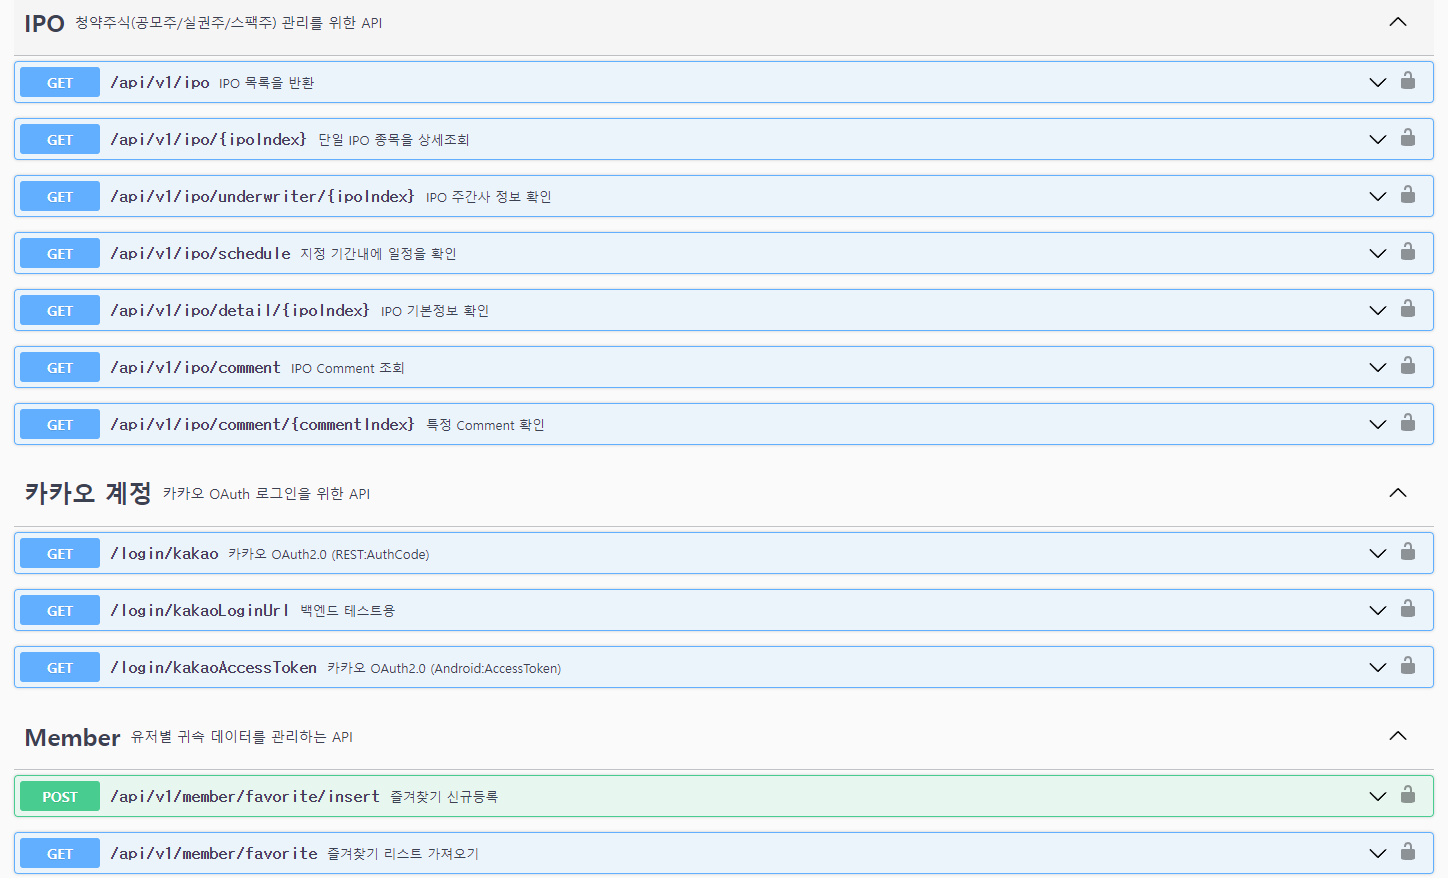 IPO 청약주식(공모주/실권주/스팩주) 관리를 위한 API
GET /api/v1/ipo IPO 목록을 반환
GET /api/v1/ipo/{ipoIndex} 단일 IPO 종목을 상세조회
GET /api/v1/ipo/underwriter/{ipoIndex} IPO 주간사 정보 확인
GET /api/v1/ipo/schedule 지정 기간내에 일정을 확인
GET /api/v1/ipo/detail/{ipoIndex} IPO 기본정보 확인
GET /api/v1/ipo/comment IPO Comment 조회
GET /api/v1/ipo/comment/{commentIndex} 특정 Comment 확인
카카오 계정 카카오 OAuth 로그인을 위한 API
GET /login/kakao 카카오 OAuth2.0 (REST:AuthCode)
GET /login/kakaoLoginUrl 백엔드 테스트용
GET /login/kakaoAccessToken 카카오 OAuth2.0 (Android:AccessToken)
Member 유저별 귀속 데이터를 관리하는 API
POST /api/v1/member/favorite/insert 즐겨찾기 신규등록
GET /api/v1/member/favorite 즐겨찾기 리스트 가져오기